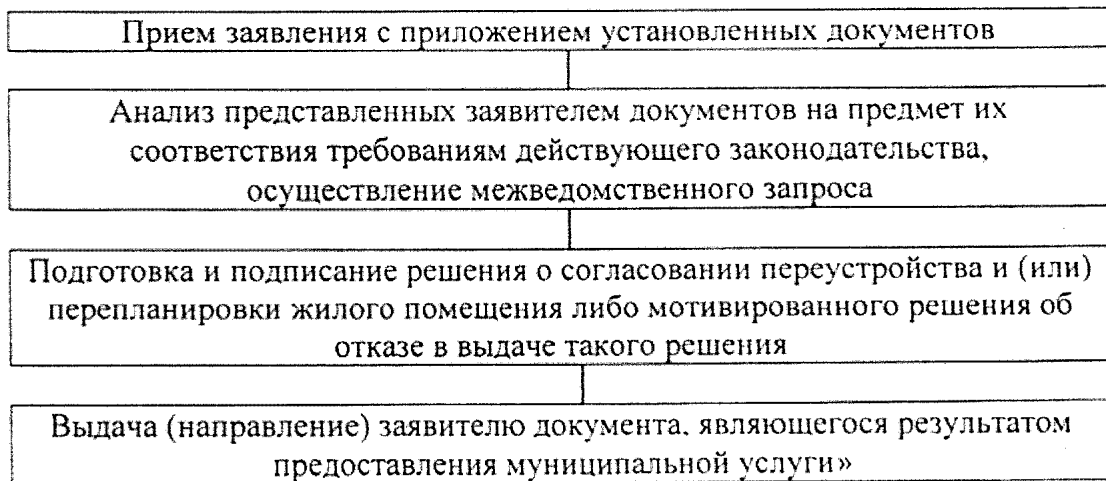 Прием заявления с приложением установленных документов
Анализ представленных заявителем документов на предмет их
соответствия требованиям действующего законодательства,
осуществление межведомственного запроса
Подготовка и подписание решения о согласовании переустройства и (или)
перепланировки жилого помещения либо мотивированного решения об
отказе в выдаче такого решения
Выдача (направление) заявителю документа, являющегося результатом
предоставления муниципальной услуги»